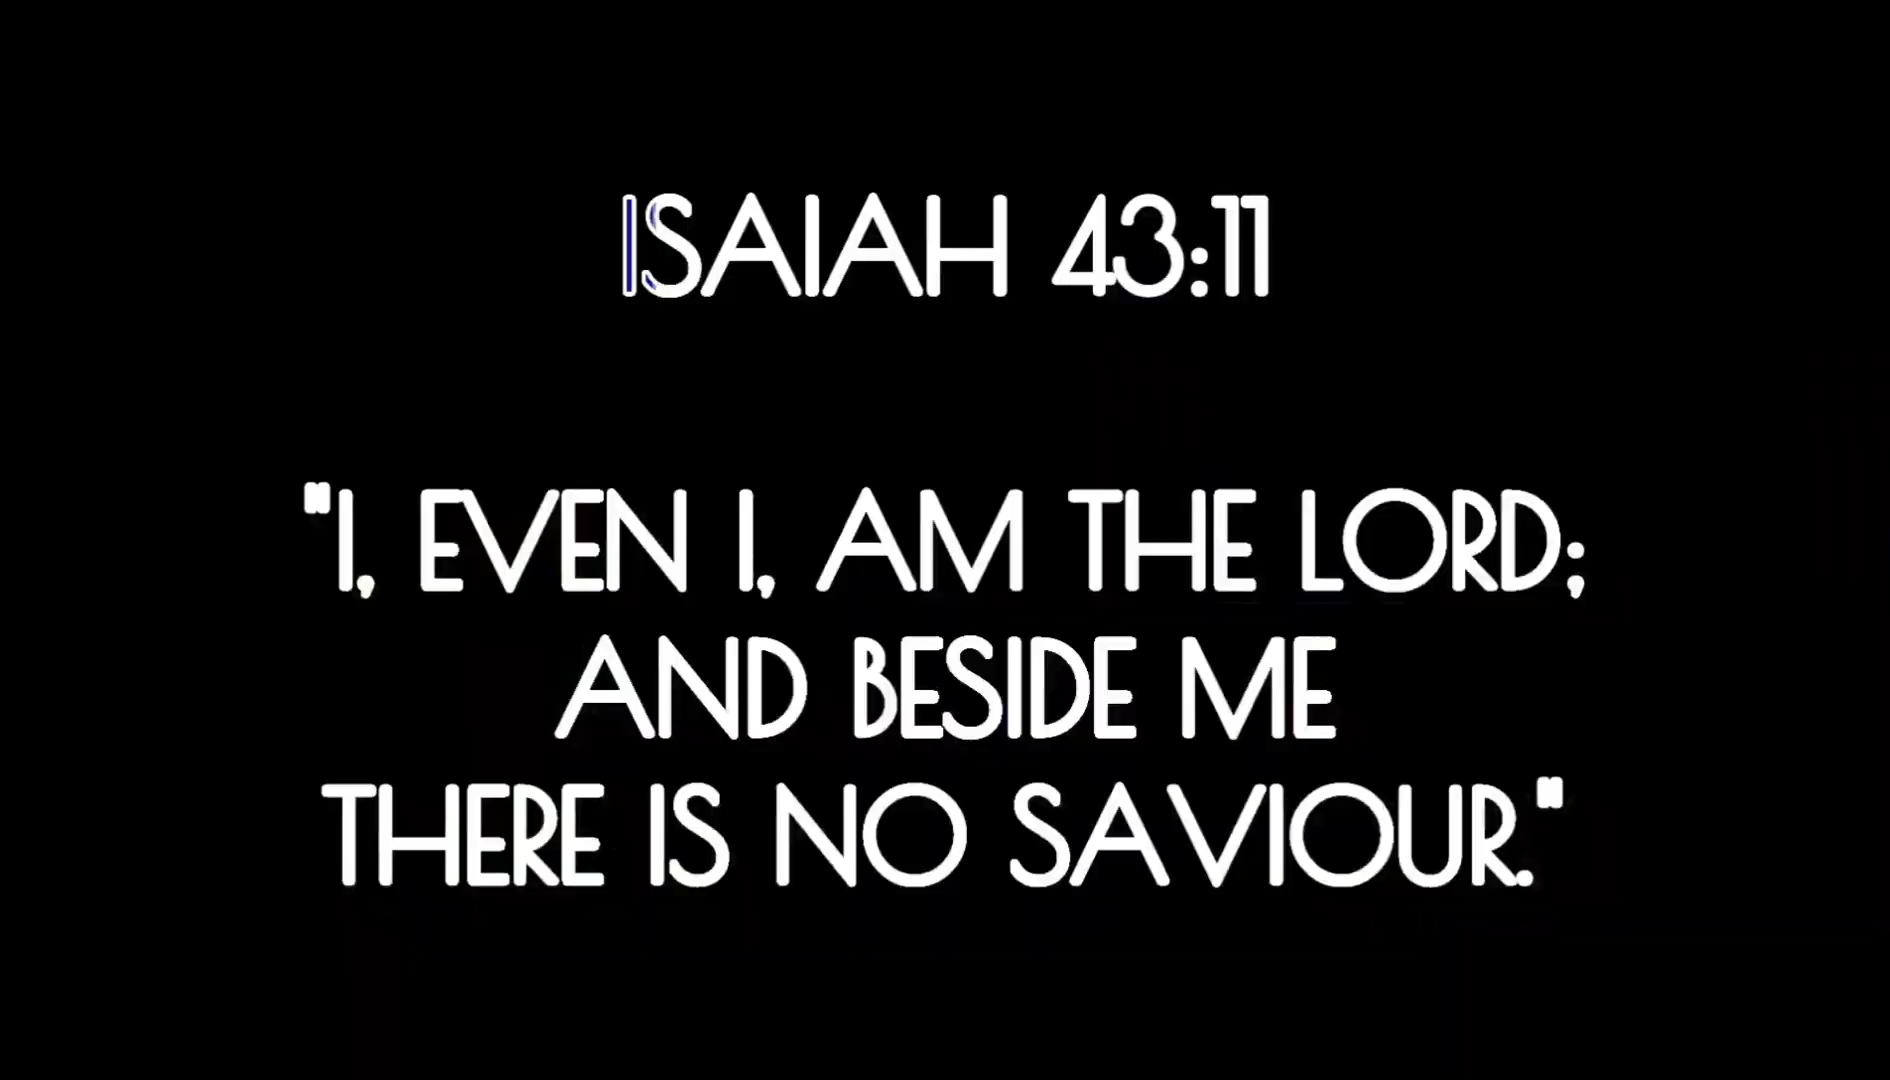 ISAIAH 43:11
"I, EVEN I, AM THE LORD;
AND BESIDE ME
THERE IS NO SAVIOUR."